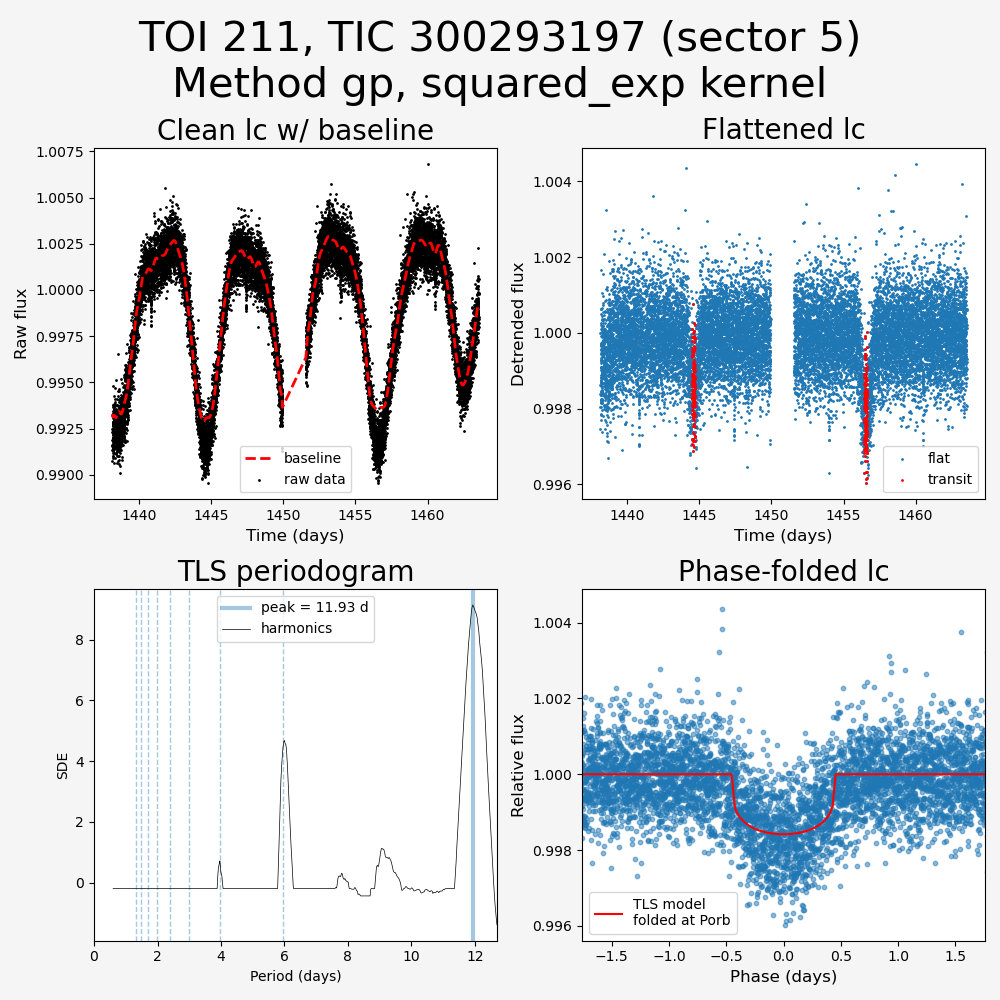 TOI 211, TIC 300293197 (sector 5)
Method gp, squared_exp kernel
Clean lc w/ baseline
1.0075
1.0050
1.0025
1.0000
0.9975
0.9950
0.9925
0.9900
Raw flux
baseline
raw data
1440
1445
1450
1455
1460
Time (days)
Flattened lc
1.004
1.002
1.000
0.998
0.996
Detrended flux
flat
transit
1440
1445
1450
1455
1460
Time (days)
TLS periodogram
8
6
4
2
0
SDE
peak = 11.93 d
harmonics
0
2
4
6
8
10
12
Period (days)
Phase-folded lc
1.004
1.002
1.000
0.998
0.996
Relative flux
TLS model
folded at Porb
−1.5
−1.0
−0.5
0.0
0.5
1.0
1.5
Phase (days)